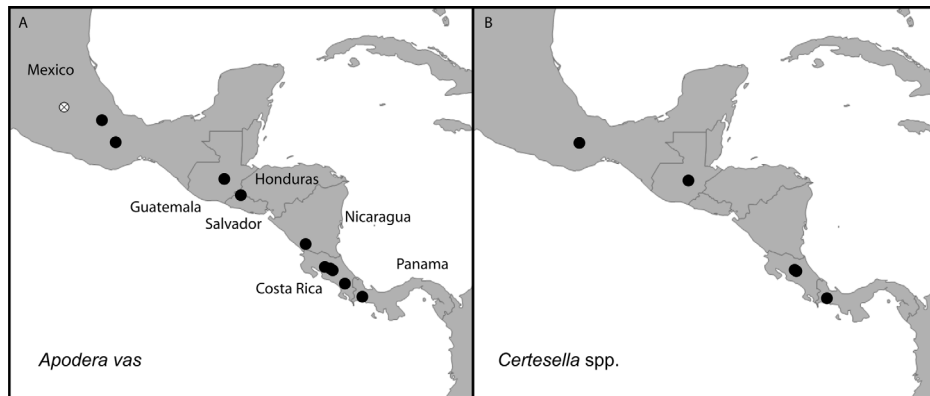 A
Mexico
Honduras
Guatemala
Salvador
Nicaragua
Panama
Costa Rica
Apodera vas
B
Certesella spp.